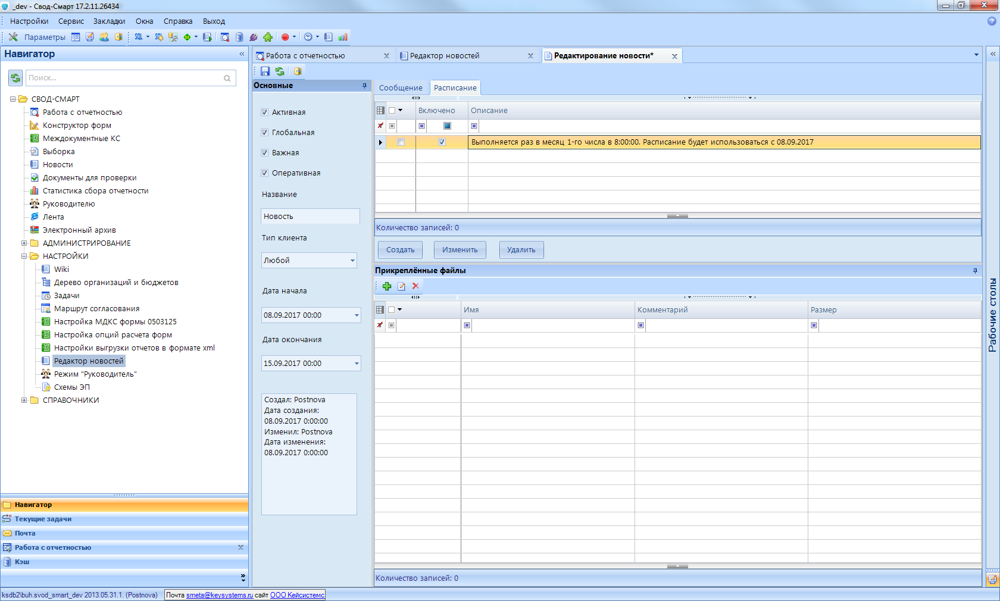 _dev - Свод-Смарт 17.2.11.26434
Настройки Сервис Закладки Окна Справка Выход
Параметры SQL
Навигатор
Поиск...
СВОД-СМАРТ
Работа с отчетностью
Конструктор форм
Междокументные КС
Выборка
Новости
Документы для проверки
Статистика сбора отчетности
Руководителю
Лента
Электронный архив
АДМИНИСТРИРОВАНИЕ
НАСТРОЙКИ
Wiki
Дерево организаций и бюджетов
Задачи
Маршрут согласования
Настройка МДКС формы 0503125
Настройка опций расчета форм
Настройки выгрузки отчетов в формате xml
Редактор новостей
Режим "Руководитель"
Схемы ЭП
СПРАВОЧНИКИ
Навигатор
Текущие задачи
Почта
Работа с отчетностью
Кэш
Работа с отчетностью Редактор новостей Редактирование новости*
Основные
Активная
Глобальная
Важная
Оперативная
Название
Новость
Тип клиента
Любой
Дата начала
08.09.2017 00:00
Дата окончания
15.09.2017 00:00
Создал: Postnova
Дата создания:
08.09.2017 0:00:00
Изменил: Postnova
Дата изменения:
08.09.2017 0:00:00
Сообщение Расписание
Включено Описание
Выполняется раз в месяц 1-го числа в 8:00:00. Расписание будет использоваться с 08.09.2017
Количество записей: 0
Создать Изменить Удалить
Прикреплённые файлы
Имя Комментарий Размер
Количество записей: 0
Рабочие столы
ksdb2\buh.svod_smart_dev 2013.05.31.1. (Postnova) Почта smeta@keysystems.ru сайт ООО Кейсистемс